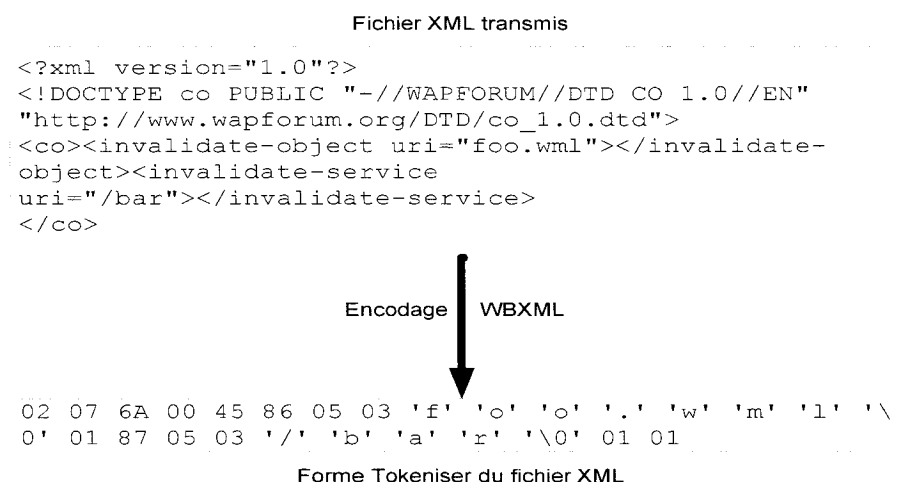 Fichier XML transmis
<?xml version="1.0"?>
<!DOCTYPE co PUBLIC "-//WAPFORUM//DTD CO 1.0//EN"
"http://www.wapforum.org/DTD/co_1.0.dtd">
<co><invalidate-object uri="foo.wml"></invalidate-
object><invalidate-service
uri="/bar"></invalidate-service>
</co>
Encodage WBXML
02 07 6A 00 45 86 05 03 'f' 'o' 'o' '.' 'w' 'm' 'l' '\
0' 01 87 05 03 '/' 'b' 'a' 'r' '\0' 01 01
Forme Tokeniser du fichier XML